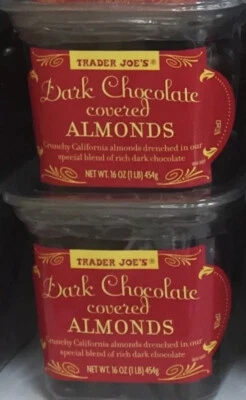 TRADER JOE'S®
Dark Chocolate
covered
ALMONDS
Crunchy California almonds drenched in our
special blend of rich dark chocolate
NET WT. 16 OZ (1 LB) 454g
OPEN
TRADER JOE'S®
Dark Chocolate
covered
ALMONDS
Crunchy California almonds drenched in our
special blend of rich dark chocolate
NET WT. 16 OZ (1 LB) 454g